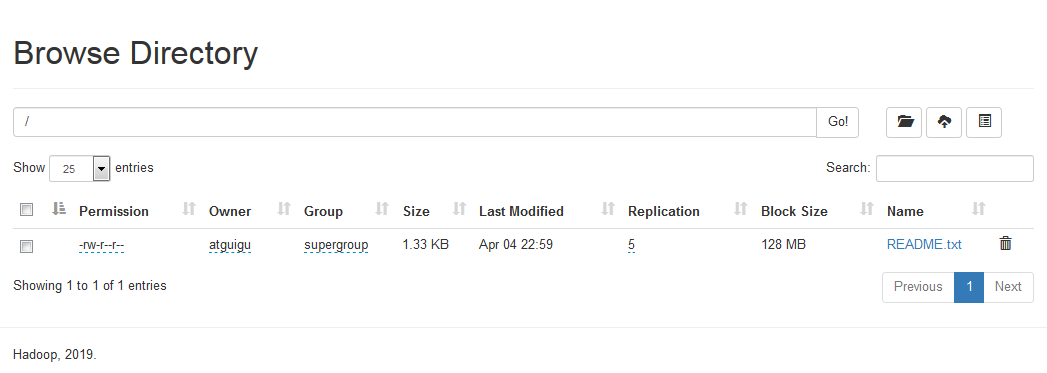 Browse Directory
/ Go!
Show 25 entries Search:
Permission Owner Group Size Last Modified Replication Block Size Name
-rw-r--r-- atguigu supergroup 1.33 KB Apr 04 22:59 5 128 MB README.txt
Showing 1 to 1 of 1 entries Previous 1 Next
Hadoop, 2019.